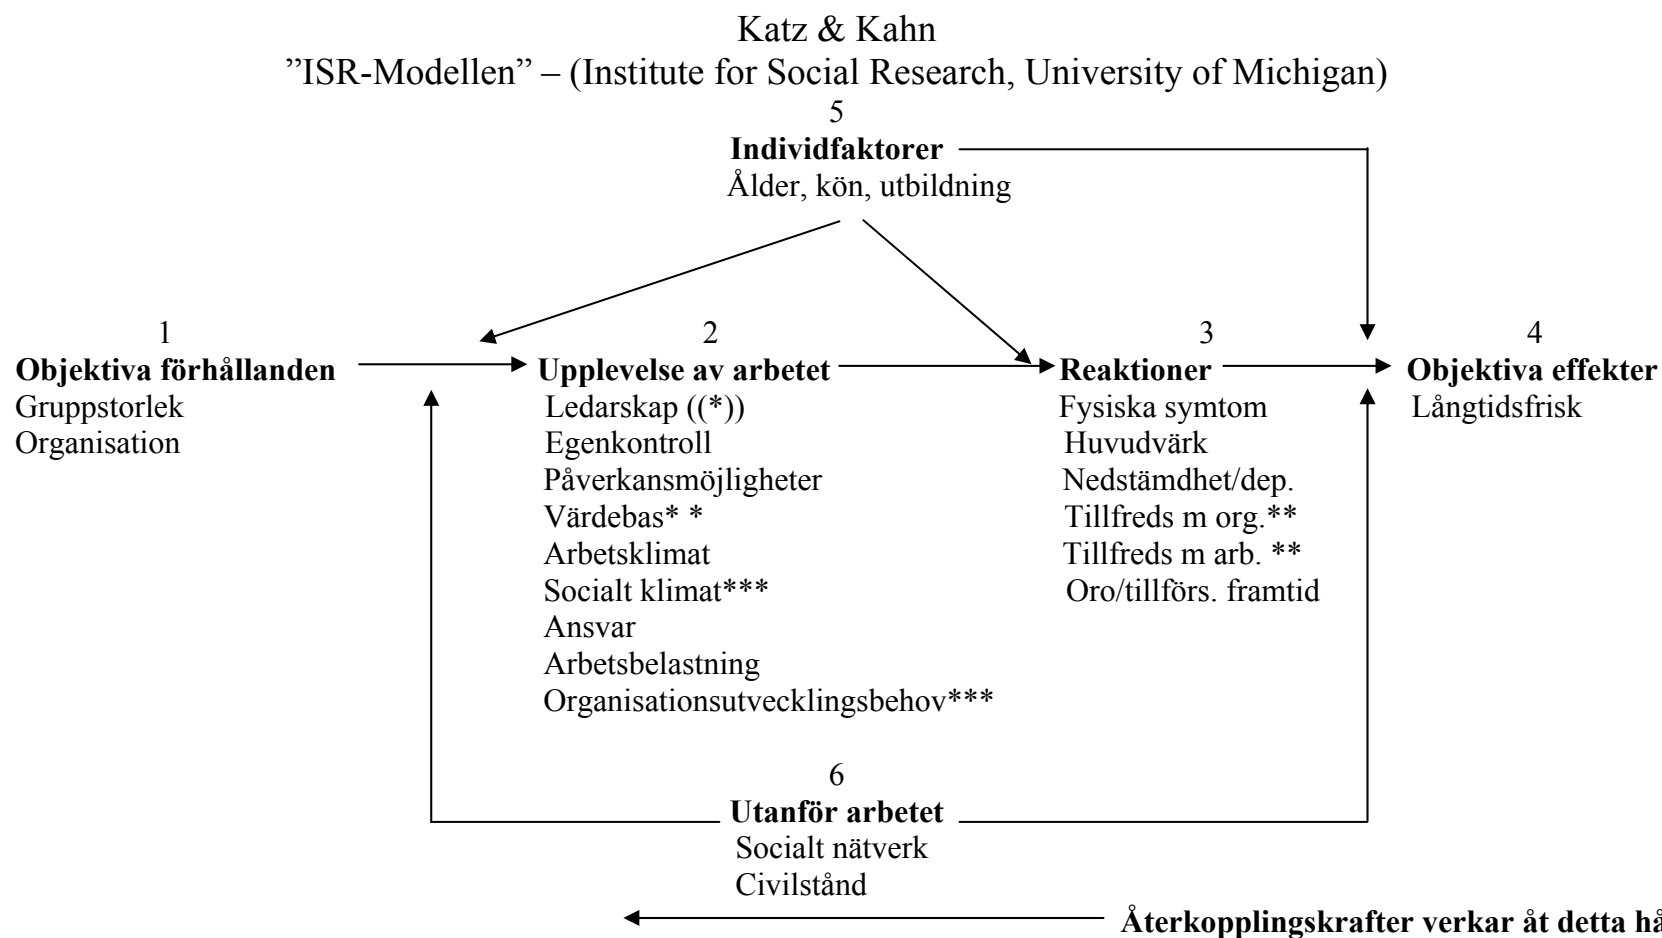 Katz & Kahn
”ISR-Modellen” – (Institute for Social Research, University of Michigan)
5
Individfaktorer
Ålder, kön, utbildning
1
Objektiva förhållanden
Gruppstorlek
Organisation
2
Upplevelse av arbetet
Ledarskap ((*))
Egenkontroll
Påverkansmöjligheter
Värdebas* *
Arbetsklimat
Socialt klimat***
Ansvar
Arbetsbelastning
Organisationsutvecklingsbehov***
3
Reaktioner
Fysiska symtom
Huvudvärk
Nedstämdhet/dep.
Tillfreds m org.**
Tillfreds m arb. **
Oro/tillförs. framtid
4
Objektiva effekter
Långtidsfrisk
6
Utanför arbetet
Socialt nätverk
Civilstånd
Återkopplingskrafter verkar åt detta